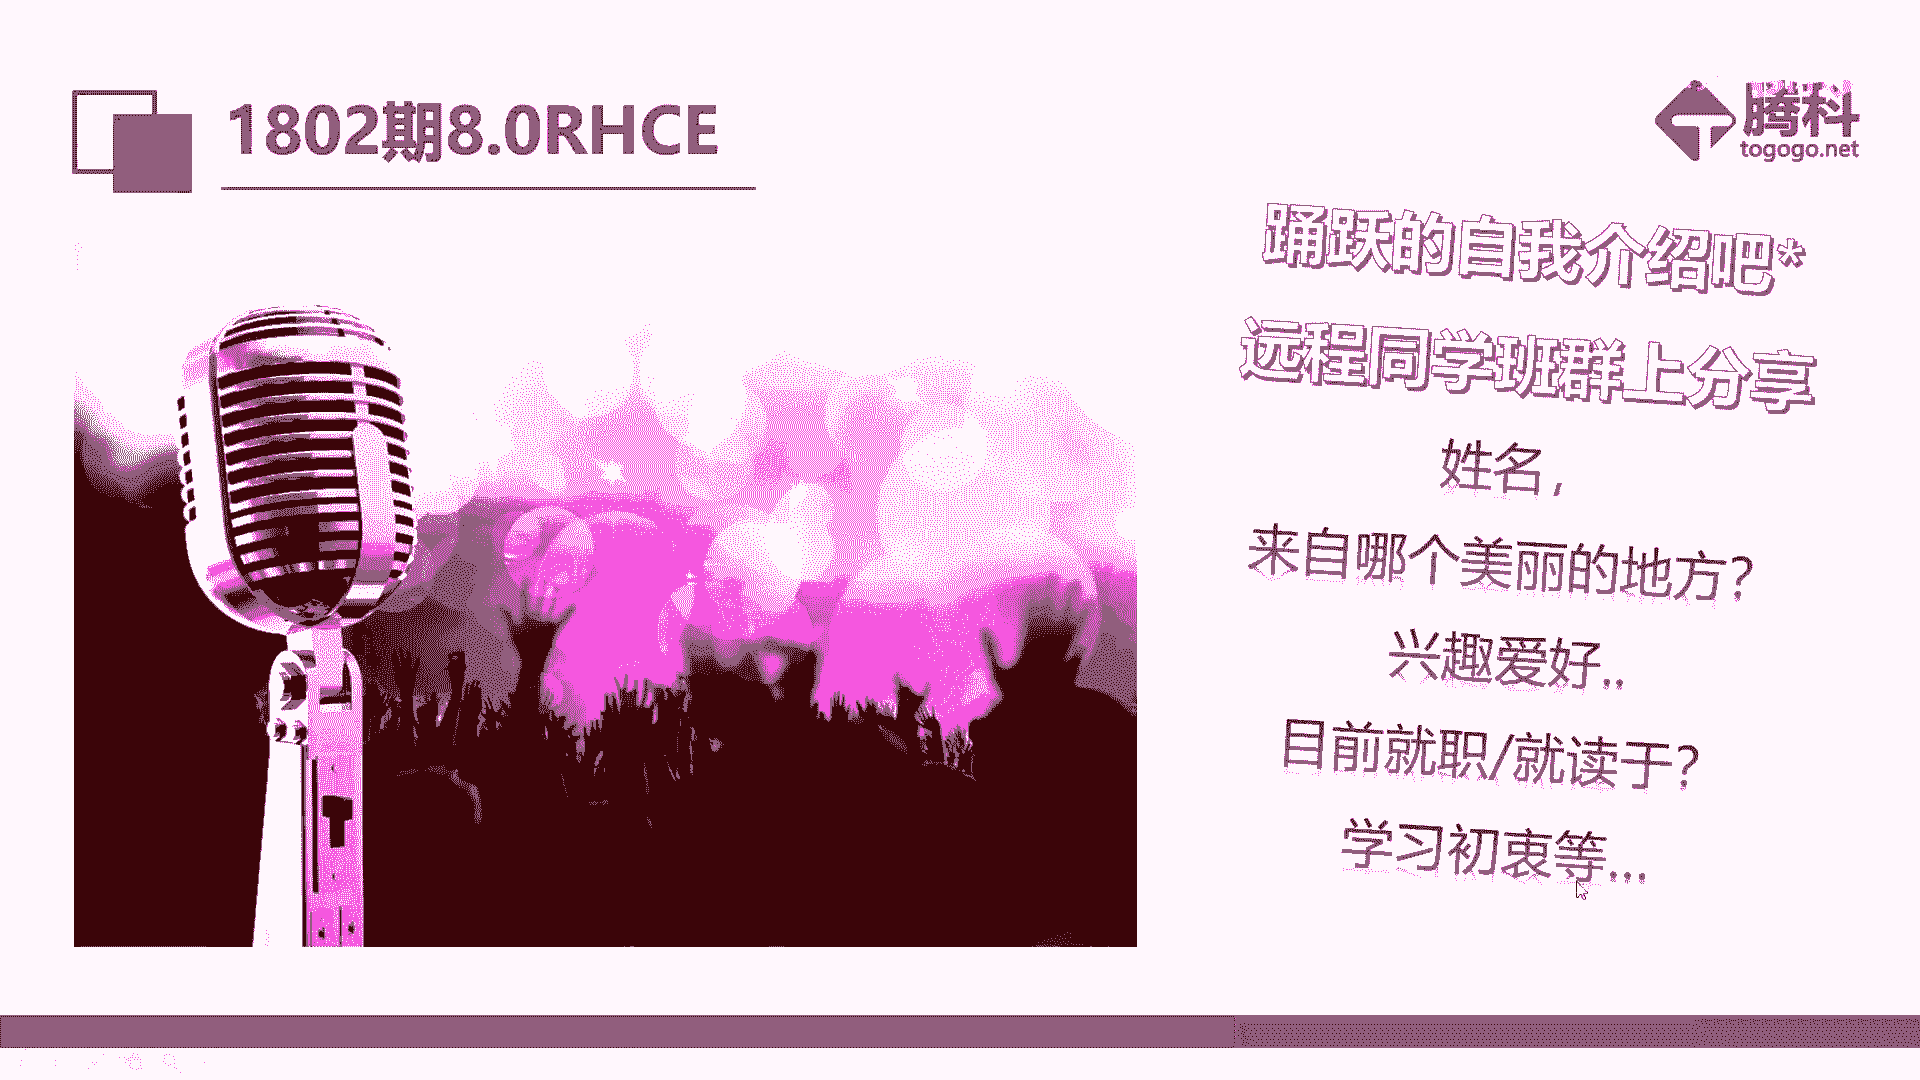 1802期8.0RHCE
腾科
togogo.net
踊跃的自我介绍吧*
远程同学班群上分享
姓名，
来自哪个美丽的地方？
兴趣爱好..
目前就职/就读于？
学习初衷等...